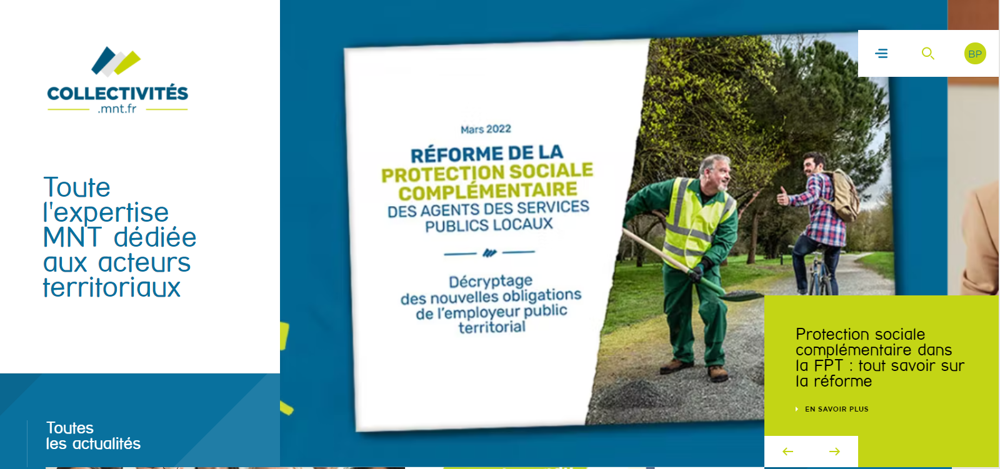 COLLECTIVITÉS
.mnt.fr
Toute
l'expertise
MNT dédiée
aux acteurs
territoriaux
Toutes
les actualités
Mars 2022
RÉFORME DE LA
PROTECTION SOCIALE
COMPLÉMENTAIRE
DES AGENTS DES SERVICES
PUBLICS LOCAUX
Décryptage
des nouvelles obligations
de l'employeur public
territorial
BP
Protection sociale
complémentaire dans
la FPT : tout savoir sur
la réforme
EN SAVOIR PLUS